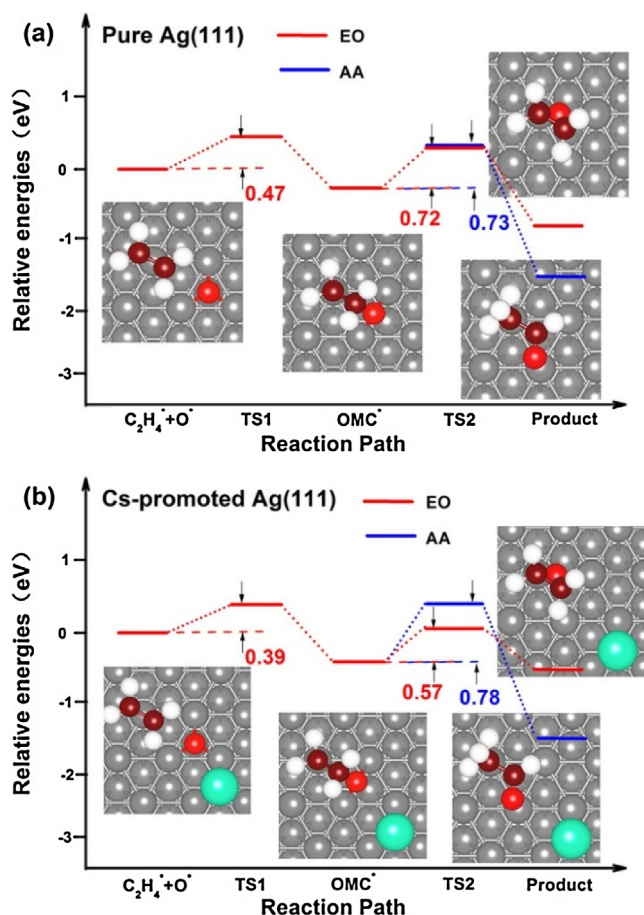 (a)
Pure Ag(111)
EO
AA
Relative energies (eV)
1
0
-1
-2
-3
0.47
0.72
0.73
C2H4*+O*
TS1
OMC*
TS2
Product
Reaction Path
(b)
Cs-promoted Ag(111)
EO
AA
Relative energies (eV)
1
0
-1
-2
-3
0.39
0.57
0.78
C2H4*+O*
TS1
OMC*
TS2
Product
Reaction Path